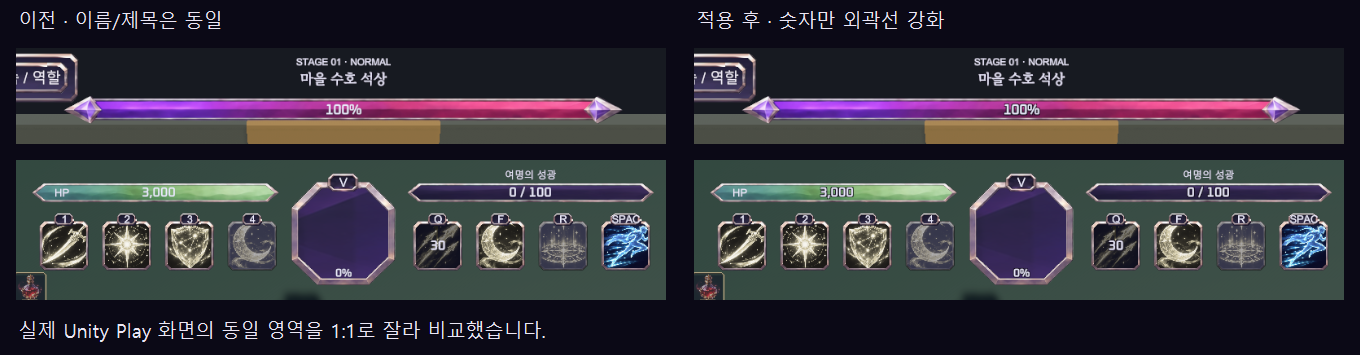 이전 · 이름/제목은 동일
/ 역할
STAGE 01 · NORMAL
마을 수호 석상
100%
HP
3,000
V
0%
여명의 성광
0 / 100
1
2
3
4
Q
F
R
SPAC
30
적용 후 · 숫자만 외곽선 강화
/ 역할
STAGE 01 · NORMAL
마을 수호 석상
100%
HP
3,000
V
0%
여명의 성광
0 / 100
1
2
3
4
Q
F
R
SPAC
30
실제 Unity Play 화면의 동일 영역을 1:1로 잘라 비교했습니다.